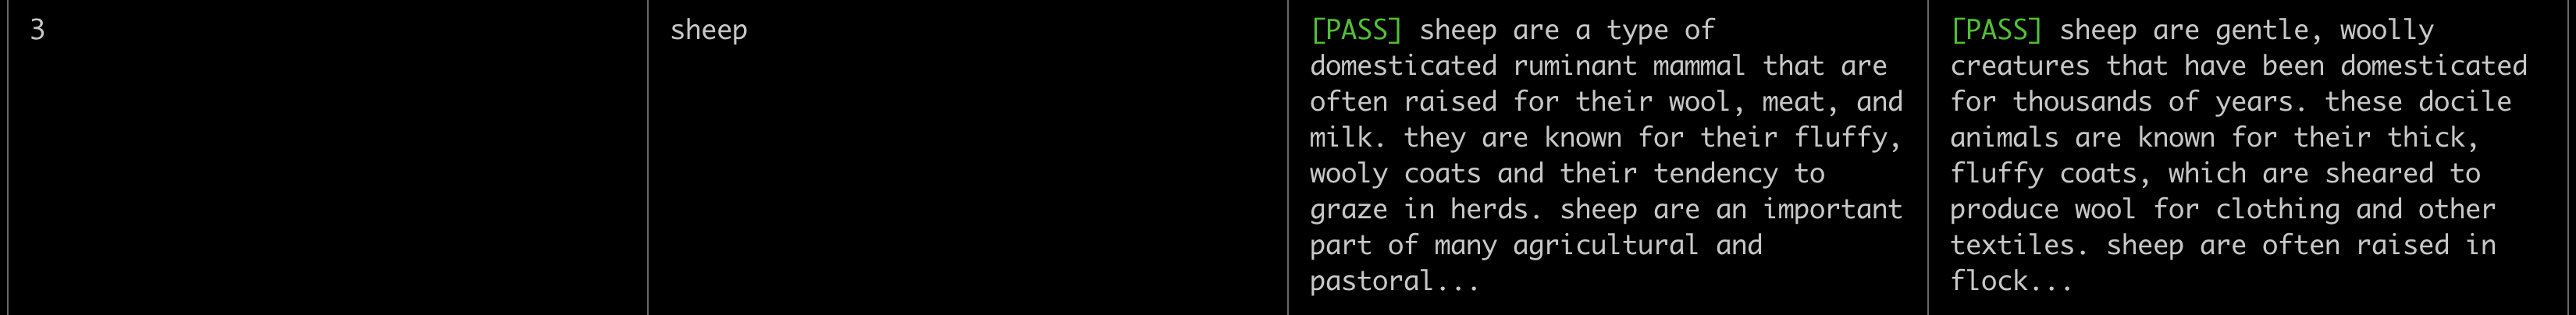 3
sheep
[PASS] sheep are a type of
domesticated ruminant mammal that are
often raised for their wool, meat, and
milk. they are known for their fluffy,
wooly coats and their tendency to
graze in herds. sheep are an important
part of many agricultural and
pastoral...
[PASS] sheep are gentle, woolly
creatures that have been domesticated
for thousands of years. these docile
animals are known for their thick,
fluffy coats, which are sheared to
produce wool for clothing and other
textiles. sheep are often raised in
flock...